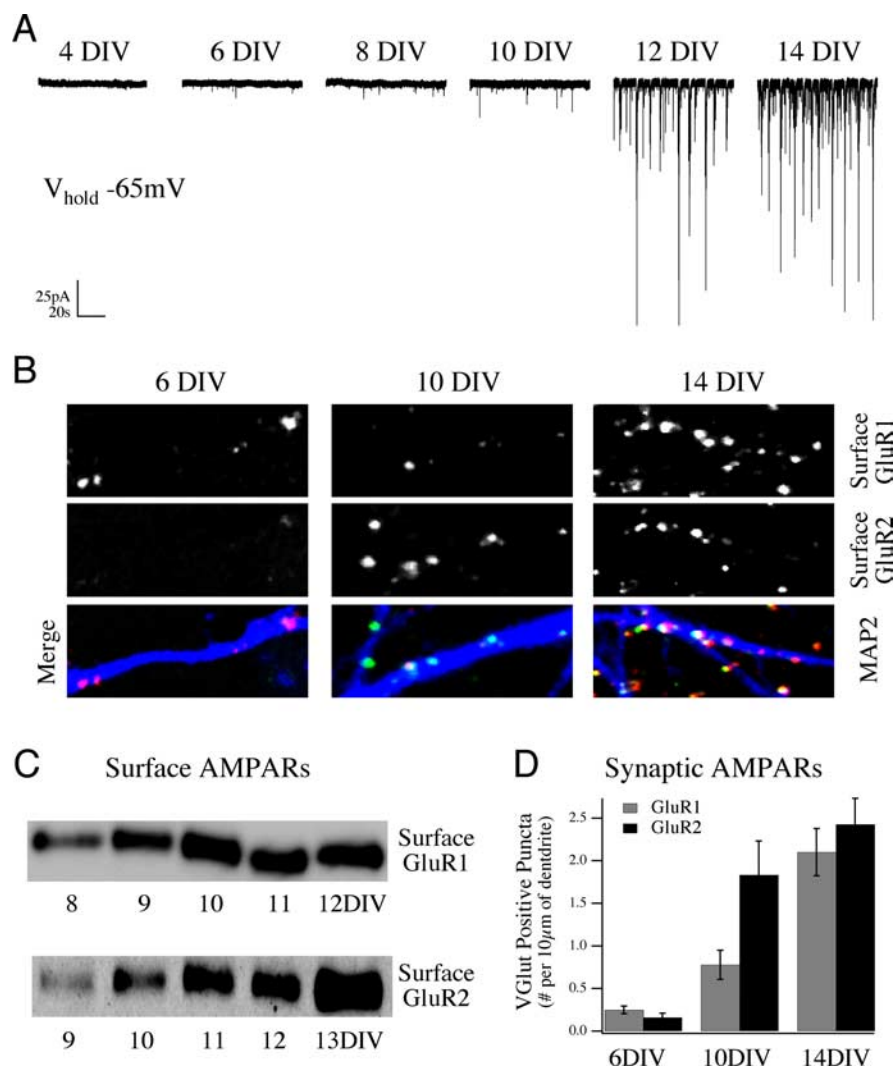 A
4 DIV 6 DIV 8 DIV 10 DIV 12 DIV 14 DIV
Vhold -65mV
25pA
20s
B
6 DIV 10 DIV 14 DIV
Surface
GluR1
Surface
GluR2
Merge
MAP2
C
Surface AMPARs
Surface
GluR1
8 9 10 11 12DIV
Surface
GluR2
9 10 11 12 13DIV
D
Synaptic AMPARs
GluR1
GluR2
VGlut Positive Puncta
(# per 10μm of dentdrite)
2.5
2.0
1.5
1.0
0.5
0.0
6DIV 10DIV 14DIV